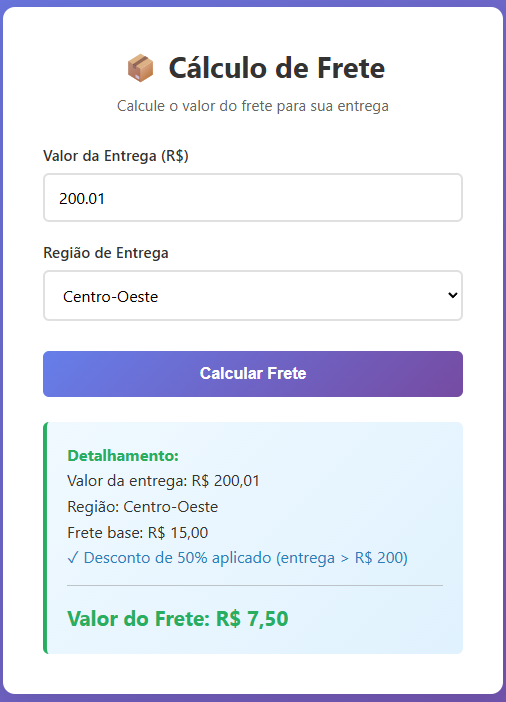 Cálculo de Frete
Calcule o valor do frete para sua entrega
Valor da Entrega (R$)
200.01
Região de Entrega
Centro-Oeste
Calcular Frete
Detalhamento:
Valor da entrega: R$ 200,01
Região: Centro-Oeste
Frete base: R$ 15,00
✓ Desconto de 50% aplicado (entrega > R$ 200)
Valor do Frete: R$ 7,50